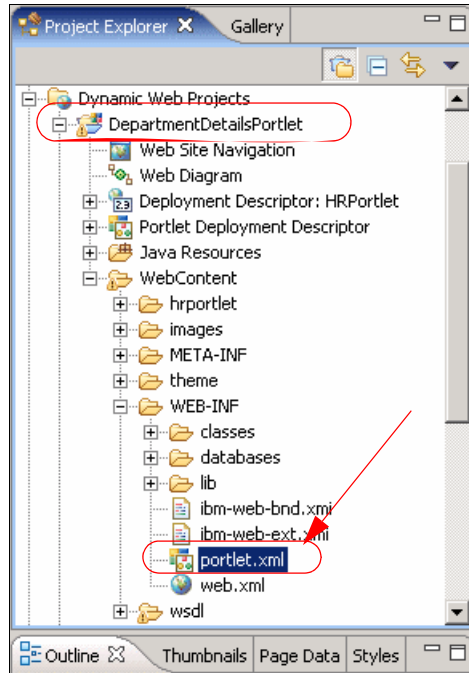 Project Explorer Gallery
Dynamic Web Projects
DepartmentDetailsPortlet
Web Site Navigation
Web Diagram
2.3 Deployment Descriptor: HRPortlet
Portlet Deployment Descriptor
Java Resources
WebContent
hrportlet
images
META-INF
theme
WEB-INF
classes
databases
lib
ibm-web-bnd.xmi
ibm-web-ext.xmi
portlet.xml
web.xml
wsdl
Outline Thumbnails Page Data Styles